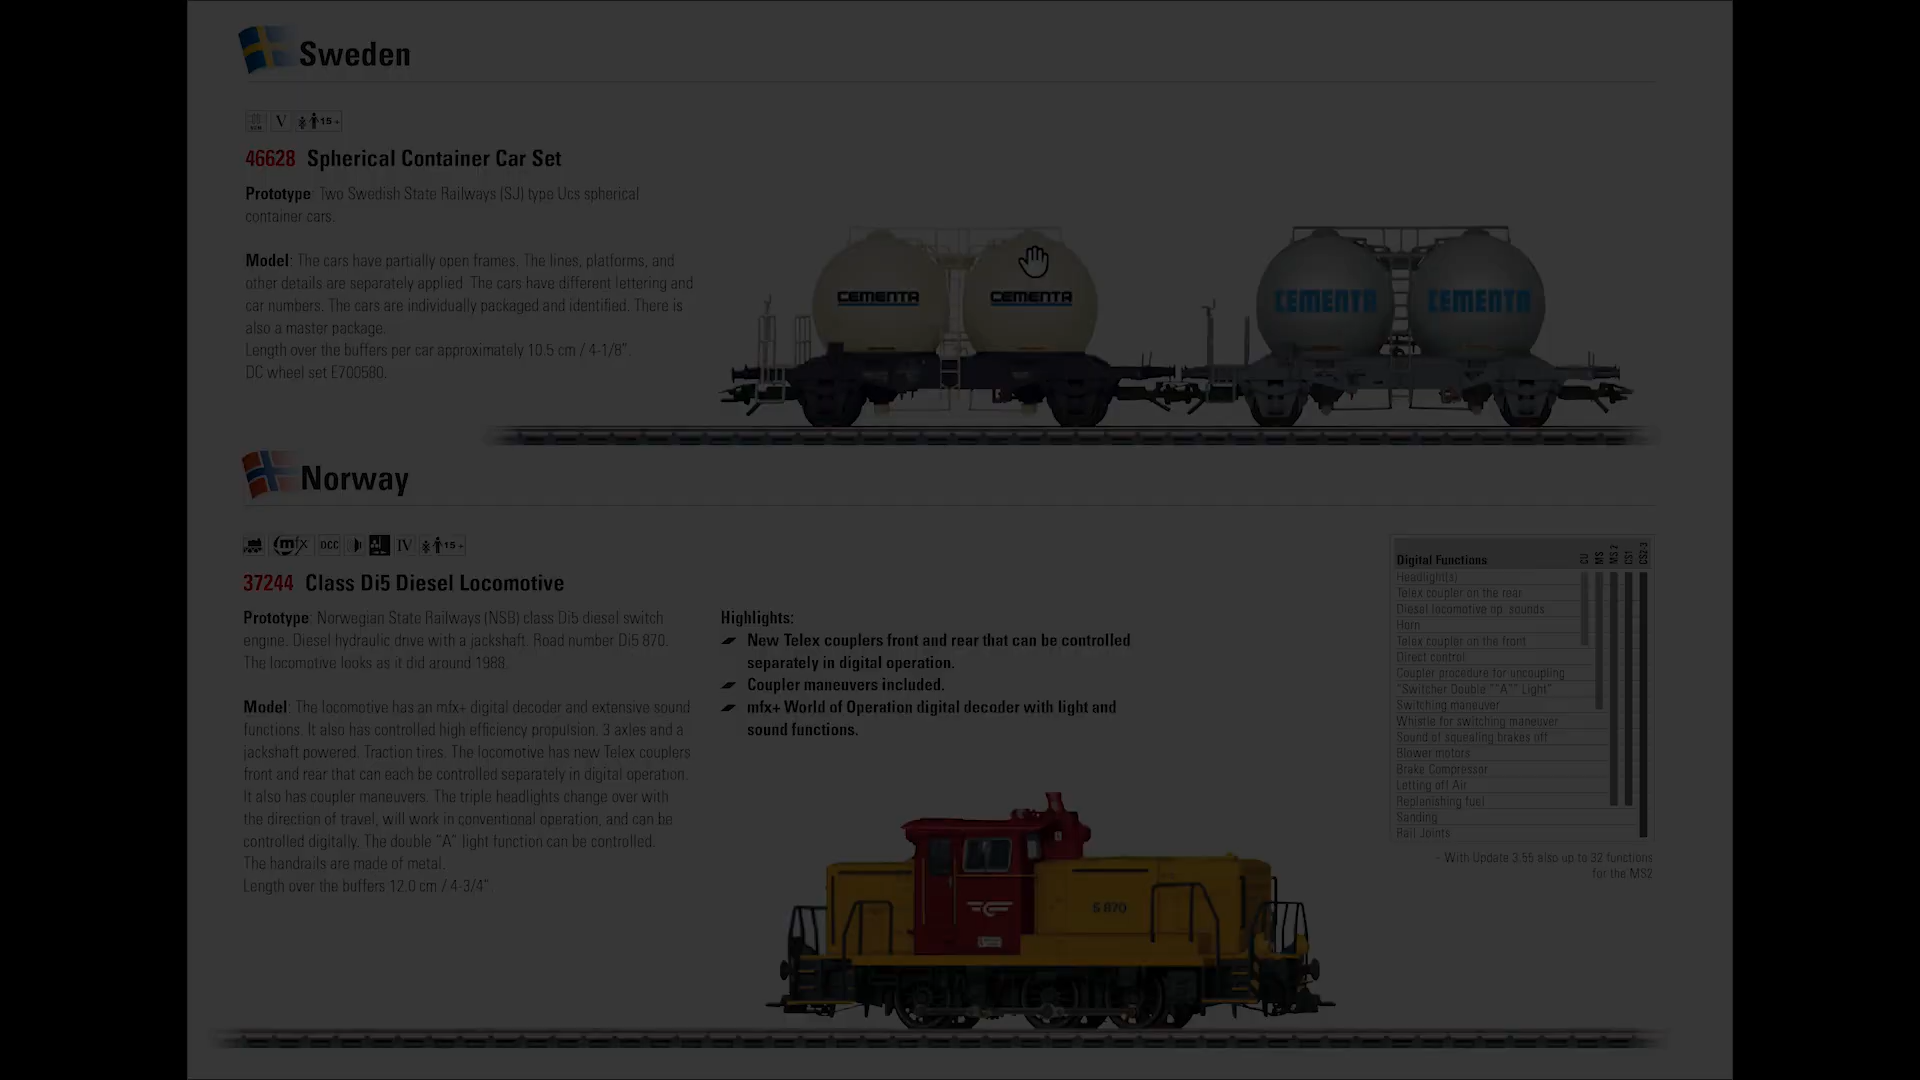 Sweden
V 15 +
46628 Spherical Container Car Set
Prototype: Two Swedish State Railways (SJ) type Ucs spherical
container cars.
Model: The cars have partially open frames. The lines, platforms, and
other details are separately applied. The cars have different lettering and
car numbers. The cars are individually packaged and identified. There is
also a master package.
Length over the buffers per car approximately 10.5 cm / 4-1/8".
DC wheel set E700580.
CEMENTA CEMENTA CEMENTA CEMENTA
Norway
mfx DCC IV 15 +
37244 Class Di5 Diesel Locomotive
Prototype: Norwegian State Railways (NSB) class Di5 diesel switch
engine. Diesel hydraulic drive with a jackshaft. Road number Di5 870.
The locomotive looks as it did around 1988.
Model: The locomotive has an mfx+ digital decoder and extensive sound
functions. It also has controlled high efficiency propulsion. 3 axles and a
jackshaft powered. Traction tires. The locomotive has new Telex couplers
front and rear that can each be controlled separately in digital operation.
It also has coupler maneuvers. The triple headlights change over with
the direction of travel, will work in conventional operation, and can be
controlled digitally. The double "A" light function can be controlled.
The handrails are made of metal.
Length over the buffers 12.0 cm / 4-3/4"
Highlights:
New Telex couplers front and rear that can be controlled
separately in digital operation.
Coupler maneuvers included.
mfx+ World of Operation digital decoder with light and
sound functions.
5 870
Digital Functions CU MS MS 2 CS1 CS2-3
Headlight(s)
Telex coupler on the rear
Diesel locomotive op. sounds
Horn
Telex coupler on the front
Direct control
Coupler procedure for uncoupling
"Switcher Double ""A"" Light"
Switching maneuver
Whistle for switching maneuver
Sound of squealing brakes off
Blower motors
Brake Compressor
Letting off Air
Replenishing fuel
Sanding
Rail Joints
- With Update 3.55 also up to 32 functions
for the MS2